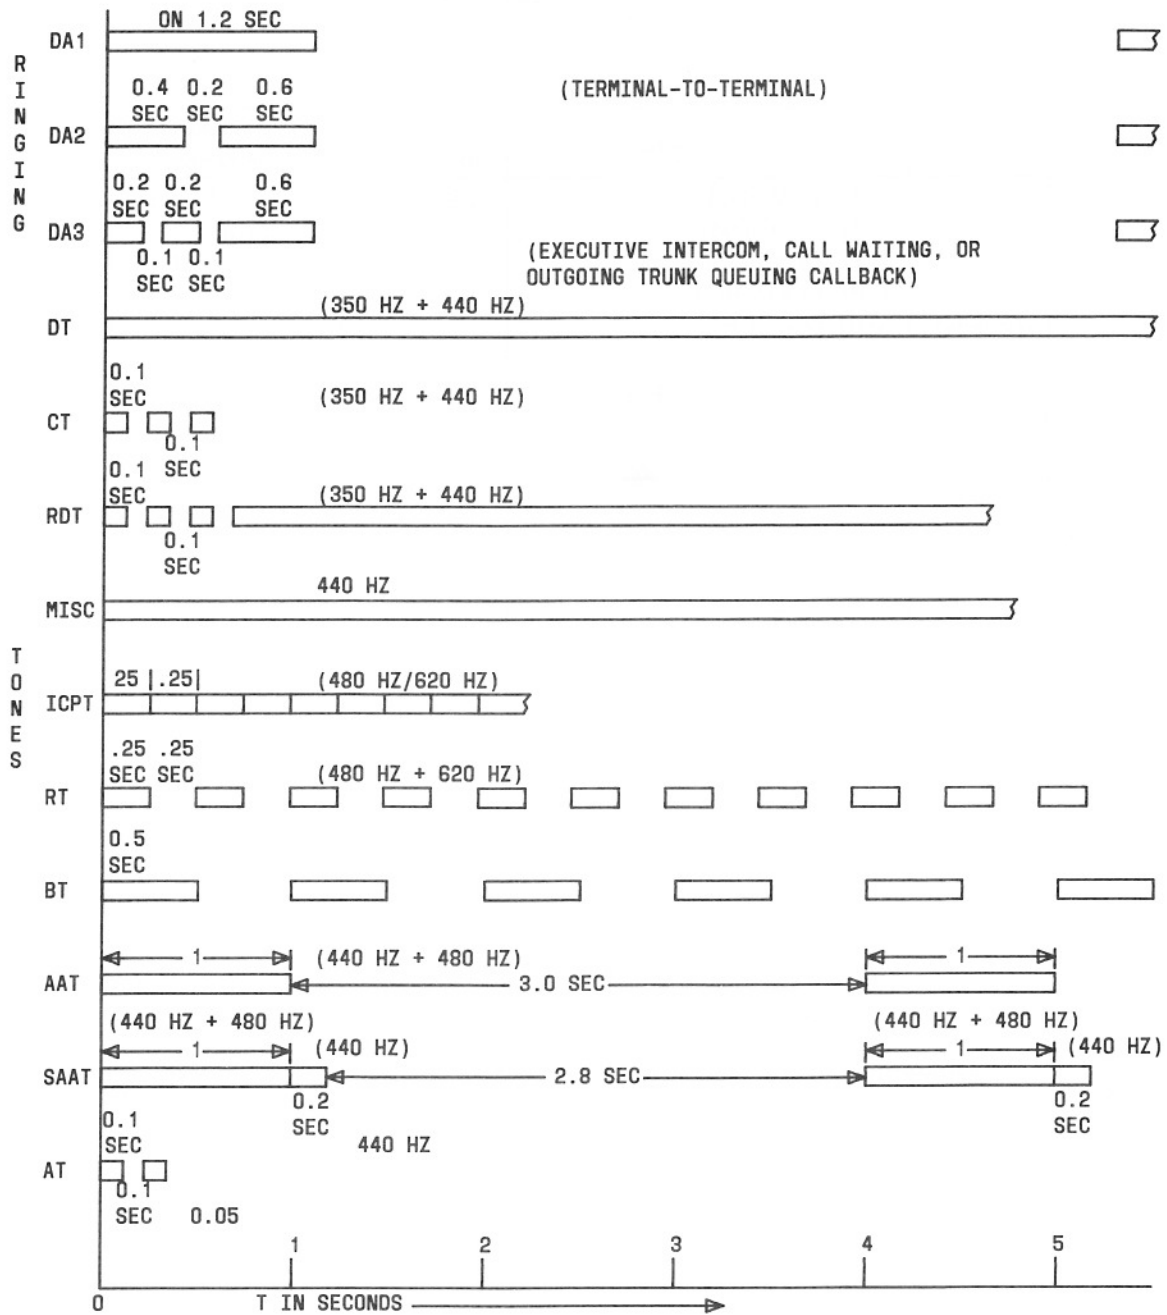 ON 1.2 SEC
DA1
RINGING
0.4 0.2 0.6
SEC SEC SEC
(TERMINAL-TO-TERMINAL)
DA2
0.2 0.2 0.6
SEC SEC SEC
DA3
0.1 0.1
SEC SEC
(EXECUTIVE INTERCOM, CALL WAITING, OR
OUTGOING TRUNK QUEUING CALLBACK)
(350 HZ + 440 HZ)
DT
0.1
SEC
(350 HZ + 440 HZ)
CT
0.1
SEC
0.1
SEC
(350 HZ + 440 HZ)
RDT
0.1
SEC
440 HZ
MISC
TONES
25 |.25|
(480 HZ/620 HZ)
ICPT
.25 .25
SEC SEC
(480 HZ + 620 HZ)
RT
0.5
SEC
BT
1
(440 HZ + 480 HZ)
1
AAT
3.0 SEC
(440 HZ + 480 HZ)
(440 HZ + 480 HZ)
1
(440 HZ)
1
(440 HZ)
SAAT
2.8 SEC
0.2
SEC
0.2
SEC
0.1
SEC
440 HZ
AT
0.1
SEC
0.05
1 2 3 4 5
0
T IN SECONDS